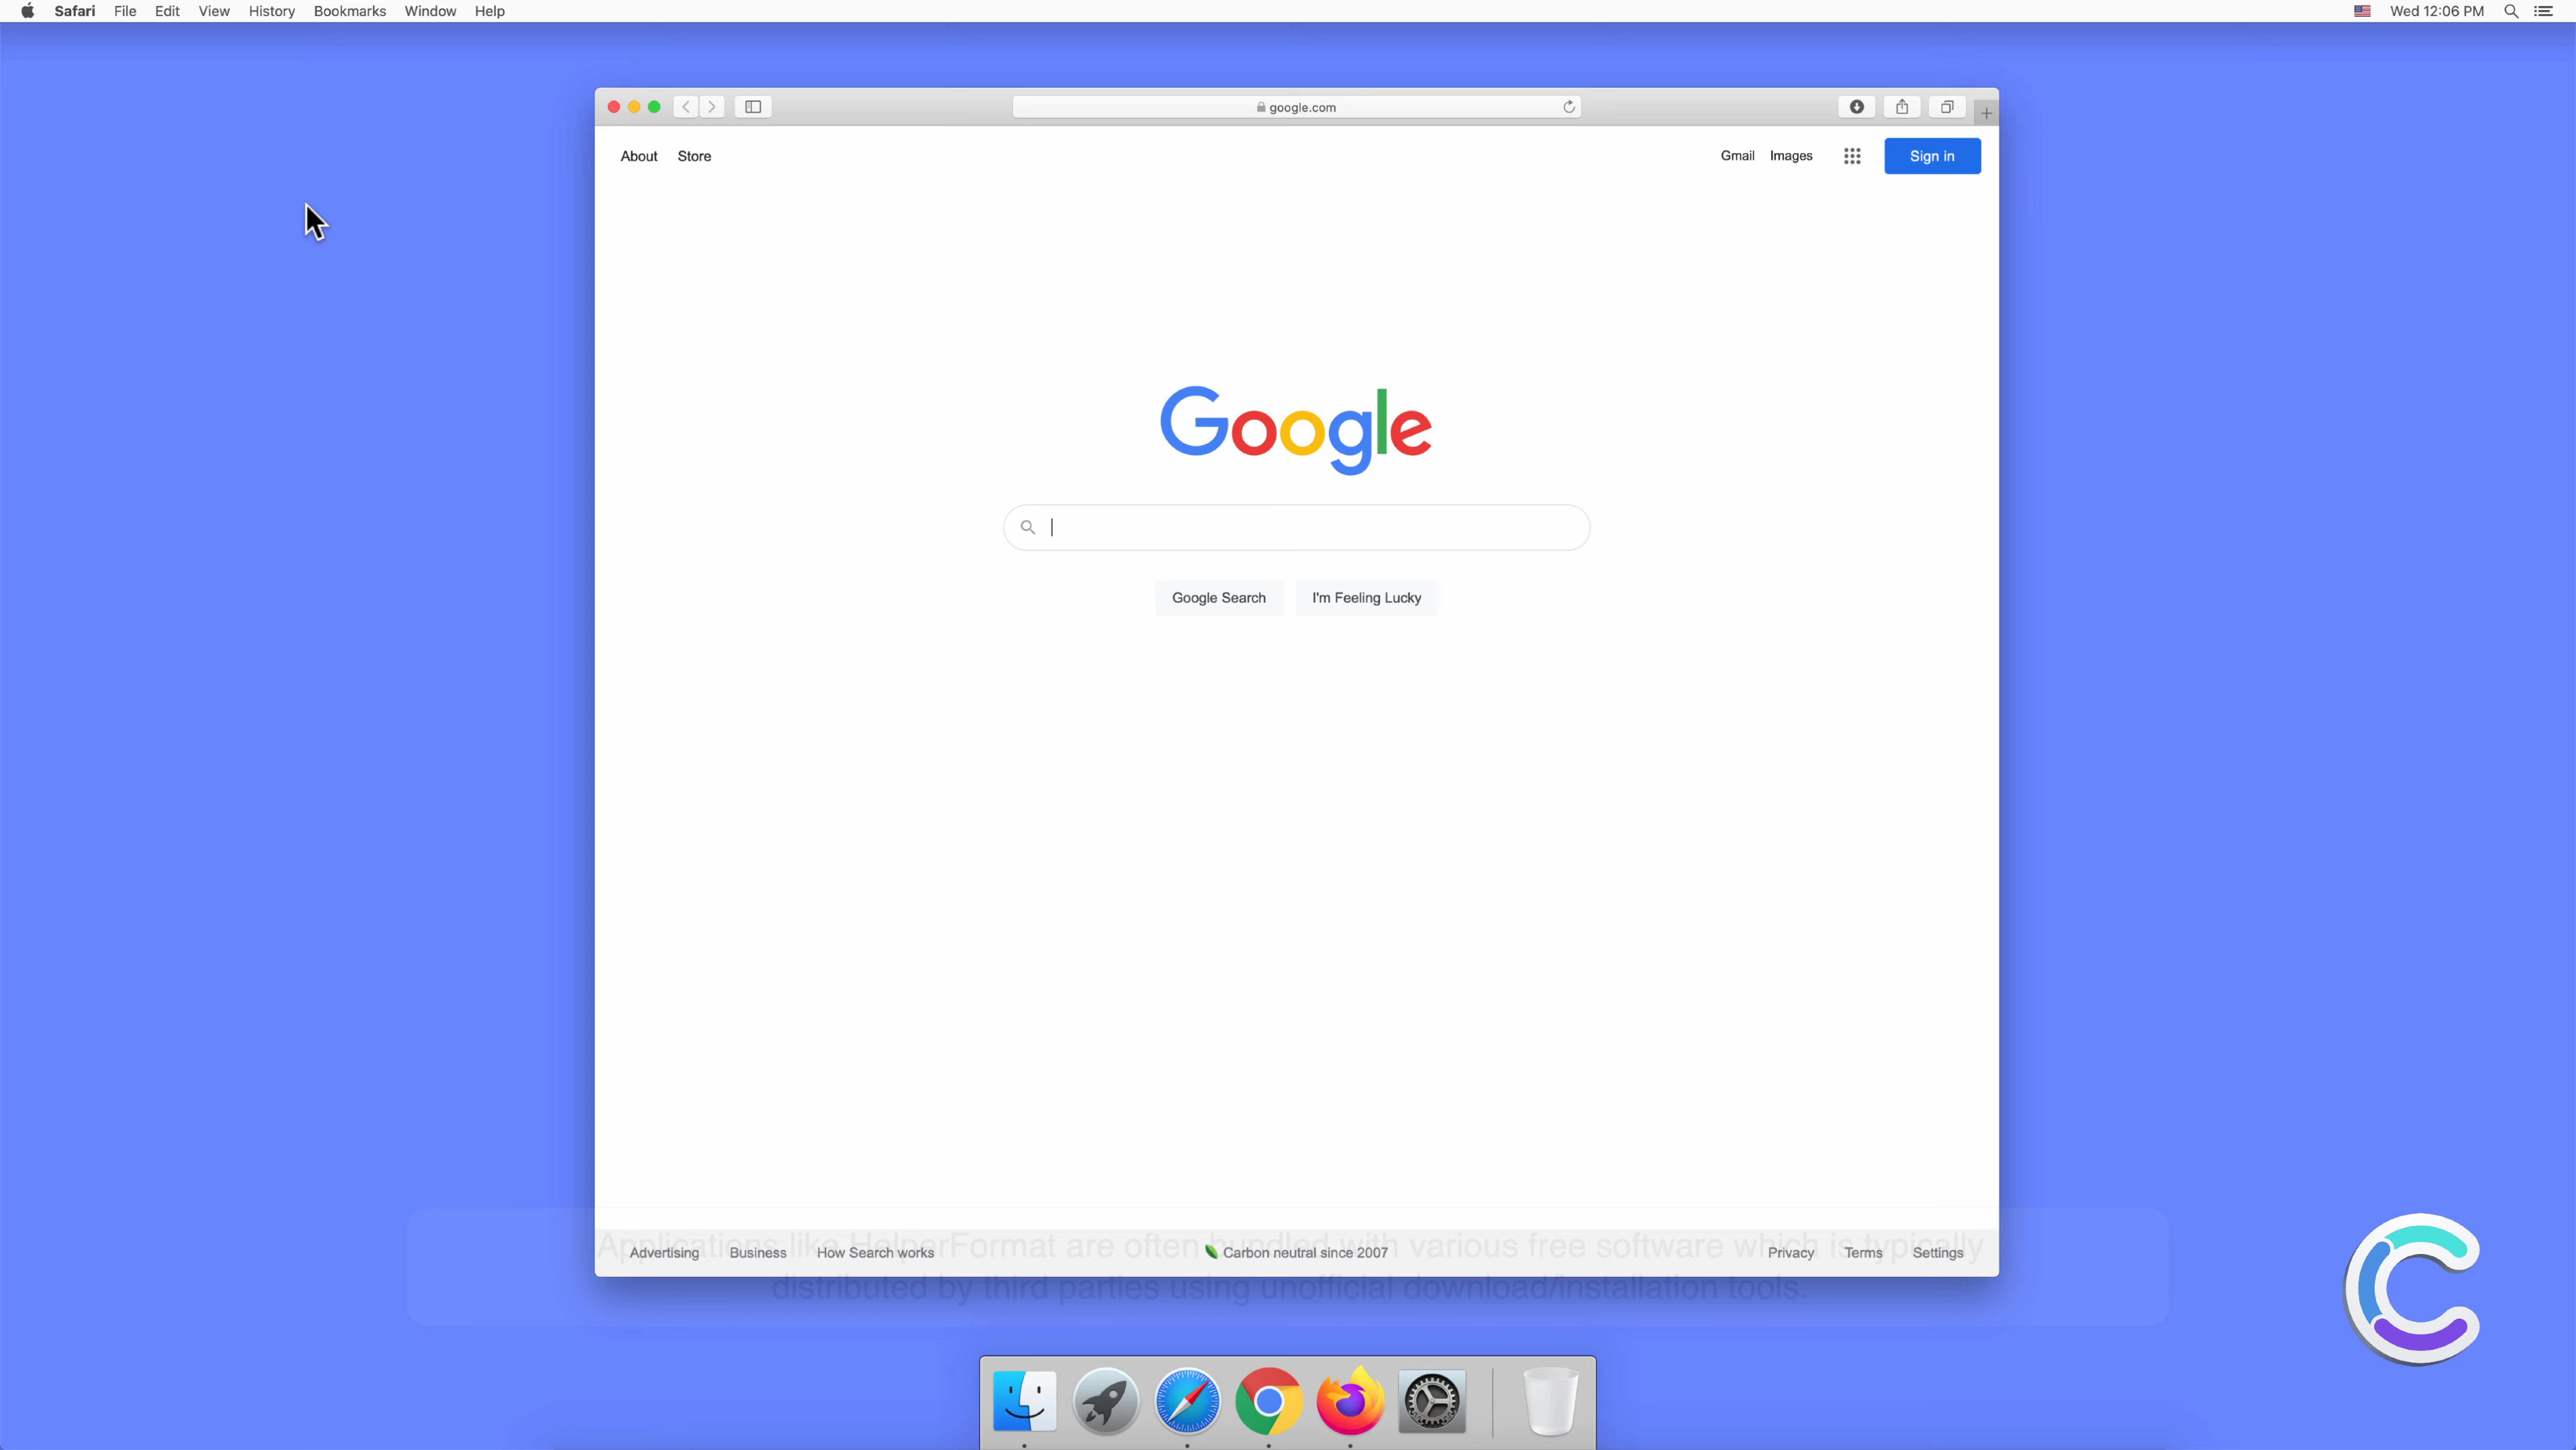 Safari File Edit View History Bookmarks Window Help Wed 12:06 PM
google.com
About Store Gmail Images Sign in
Google
Google Search I'm Feeling Lucky
Applications like HelperFormat are often bundled with various free software which is typically
Advertising Business How Search works Carbon neutral since 2007 Privacy Terms Settings
distributed by third parties using unofficial download/installation tools.